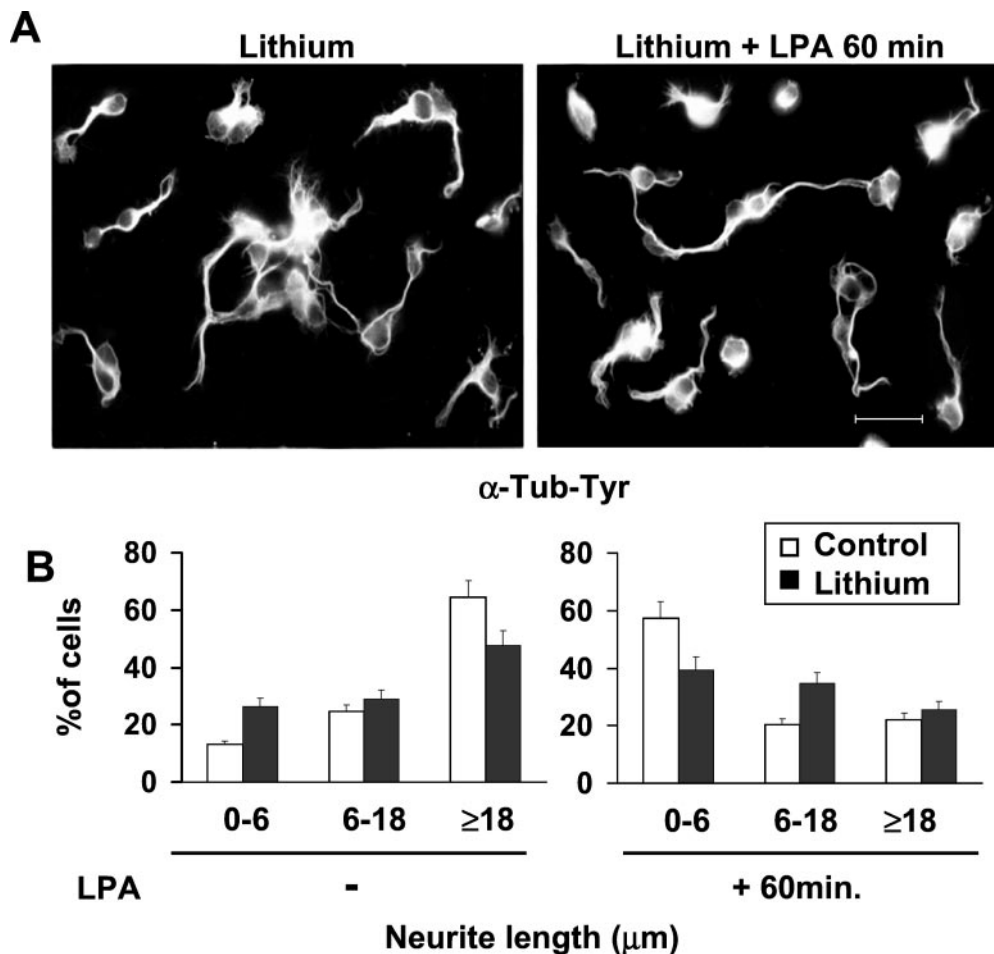 A
Lithium
Lithium + LPA 60 min
α-Tub-Tyr
B
Control
Lithium
%of cells
80
60
40
20
0
80
60
40
20
0
0-6 6-18 ≥18
0-6 6-18 ≥18
LPA - + 60min.
Neurite length (μm)